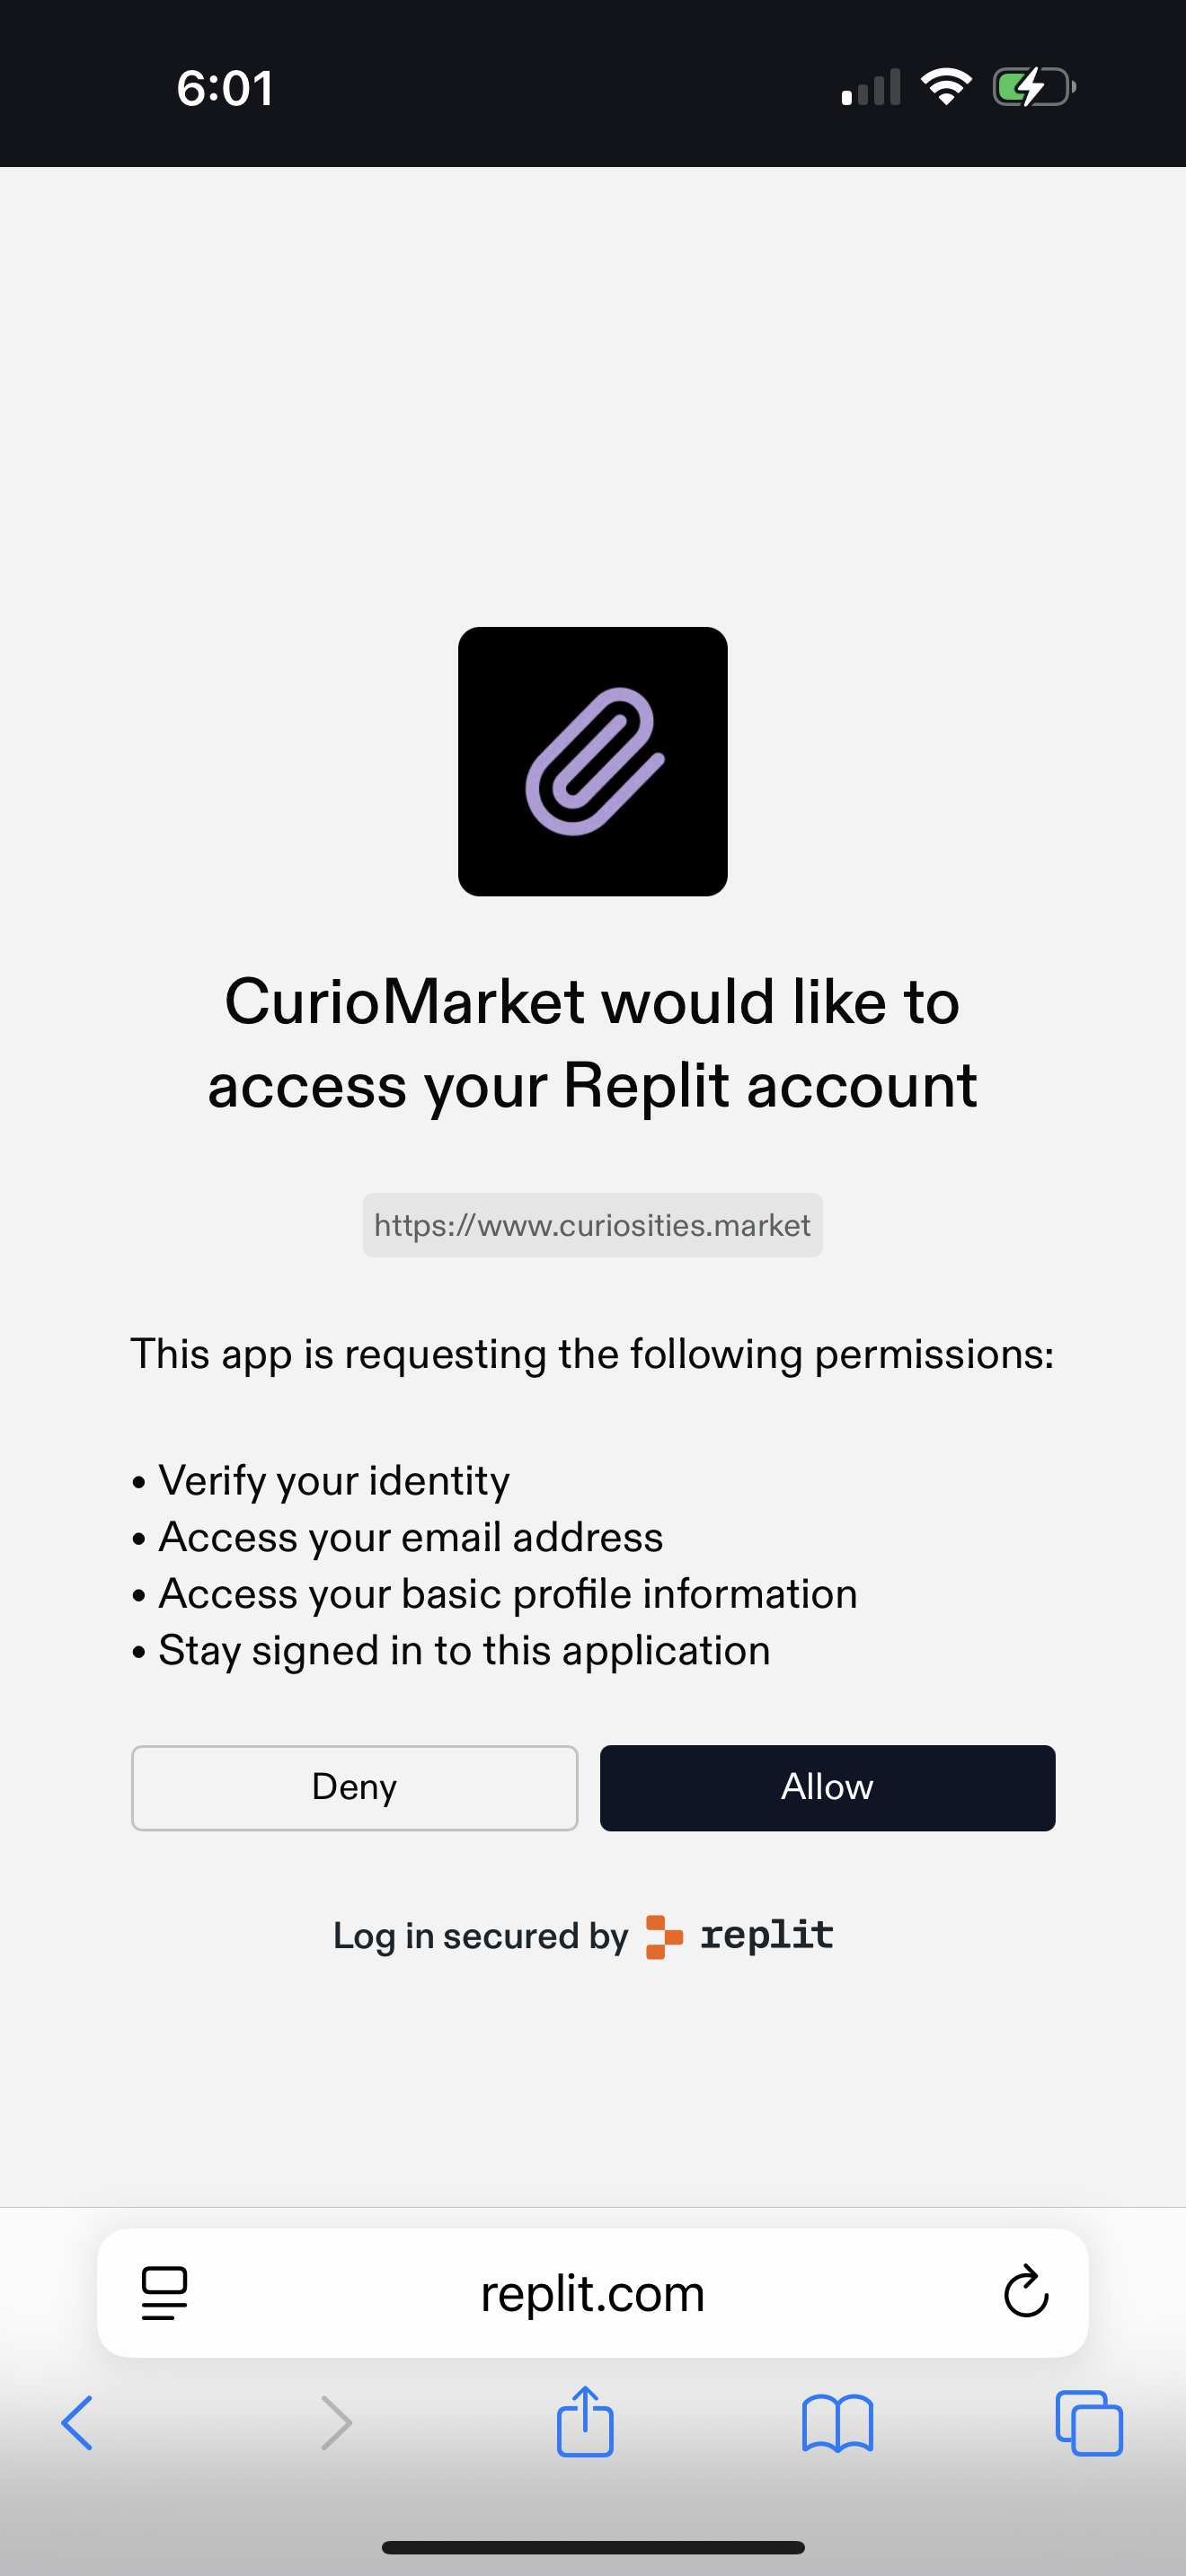 6:01
CurioMarket would like to
access your Replit account
https://www.curiosities.market
This app is requesting the following permissions:
• Verify your identity
• Access your email address
• Access your basic profile information
• Stay signed in to this application
Deny
Allow
Log in secured by replit
replit.com